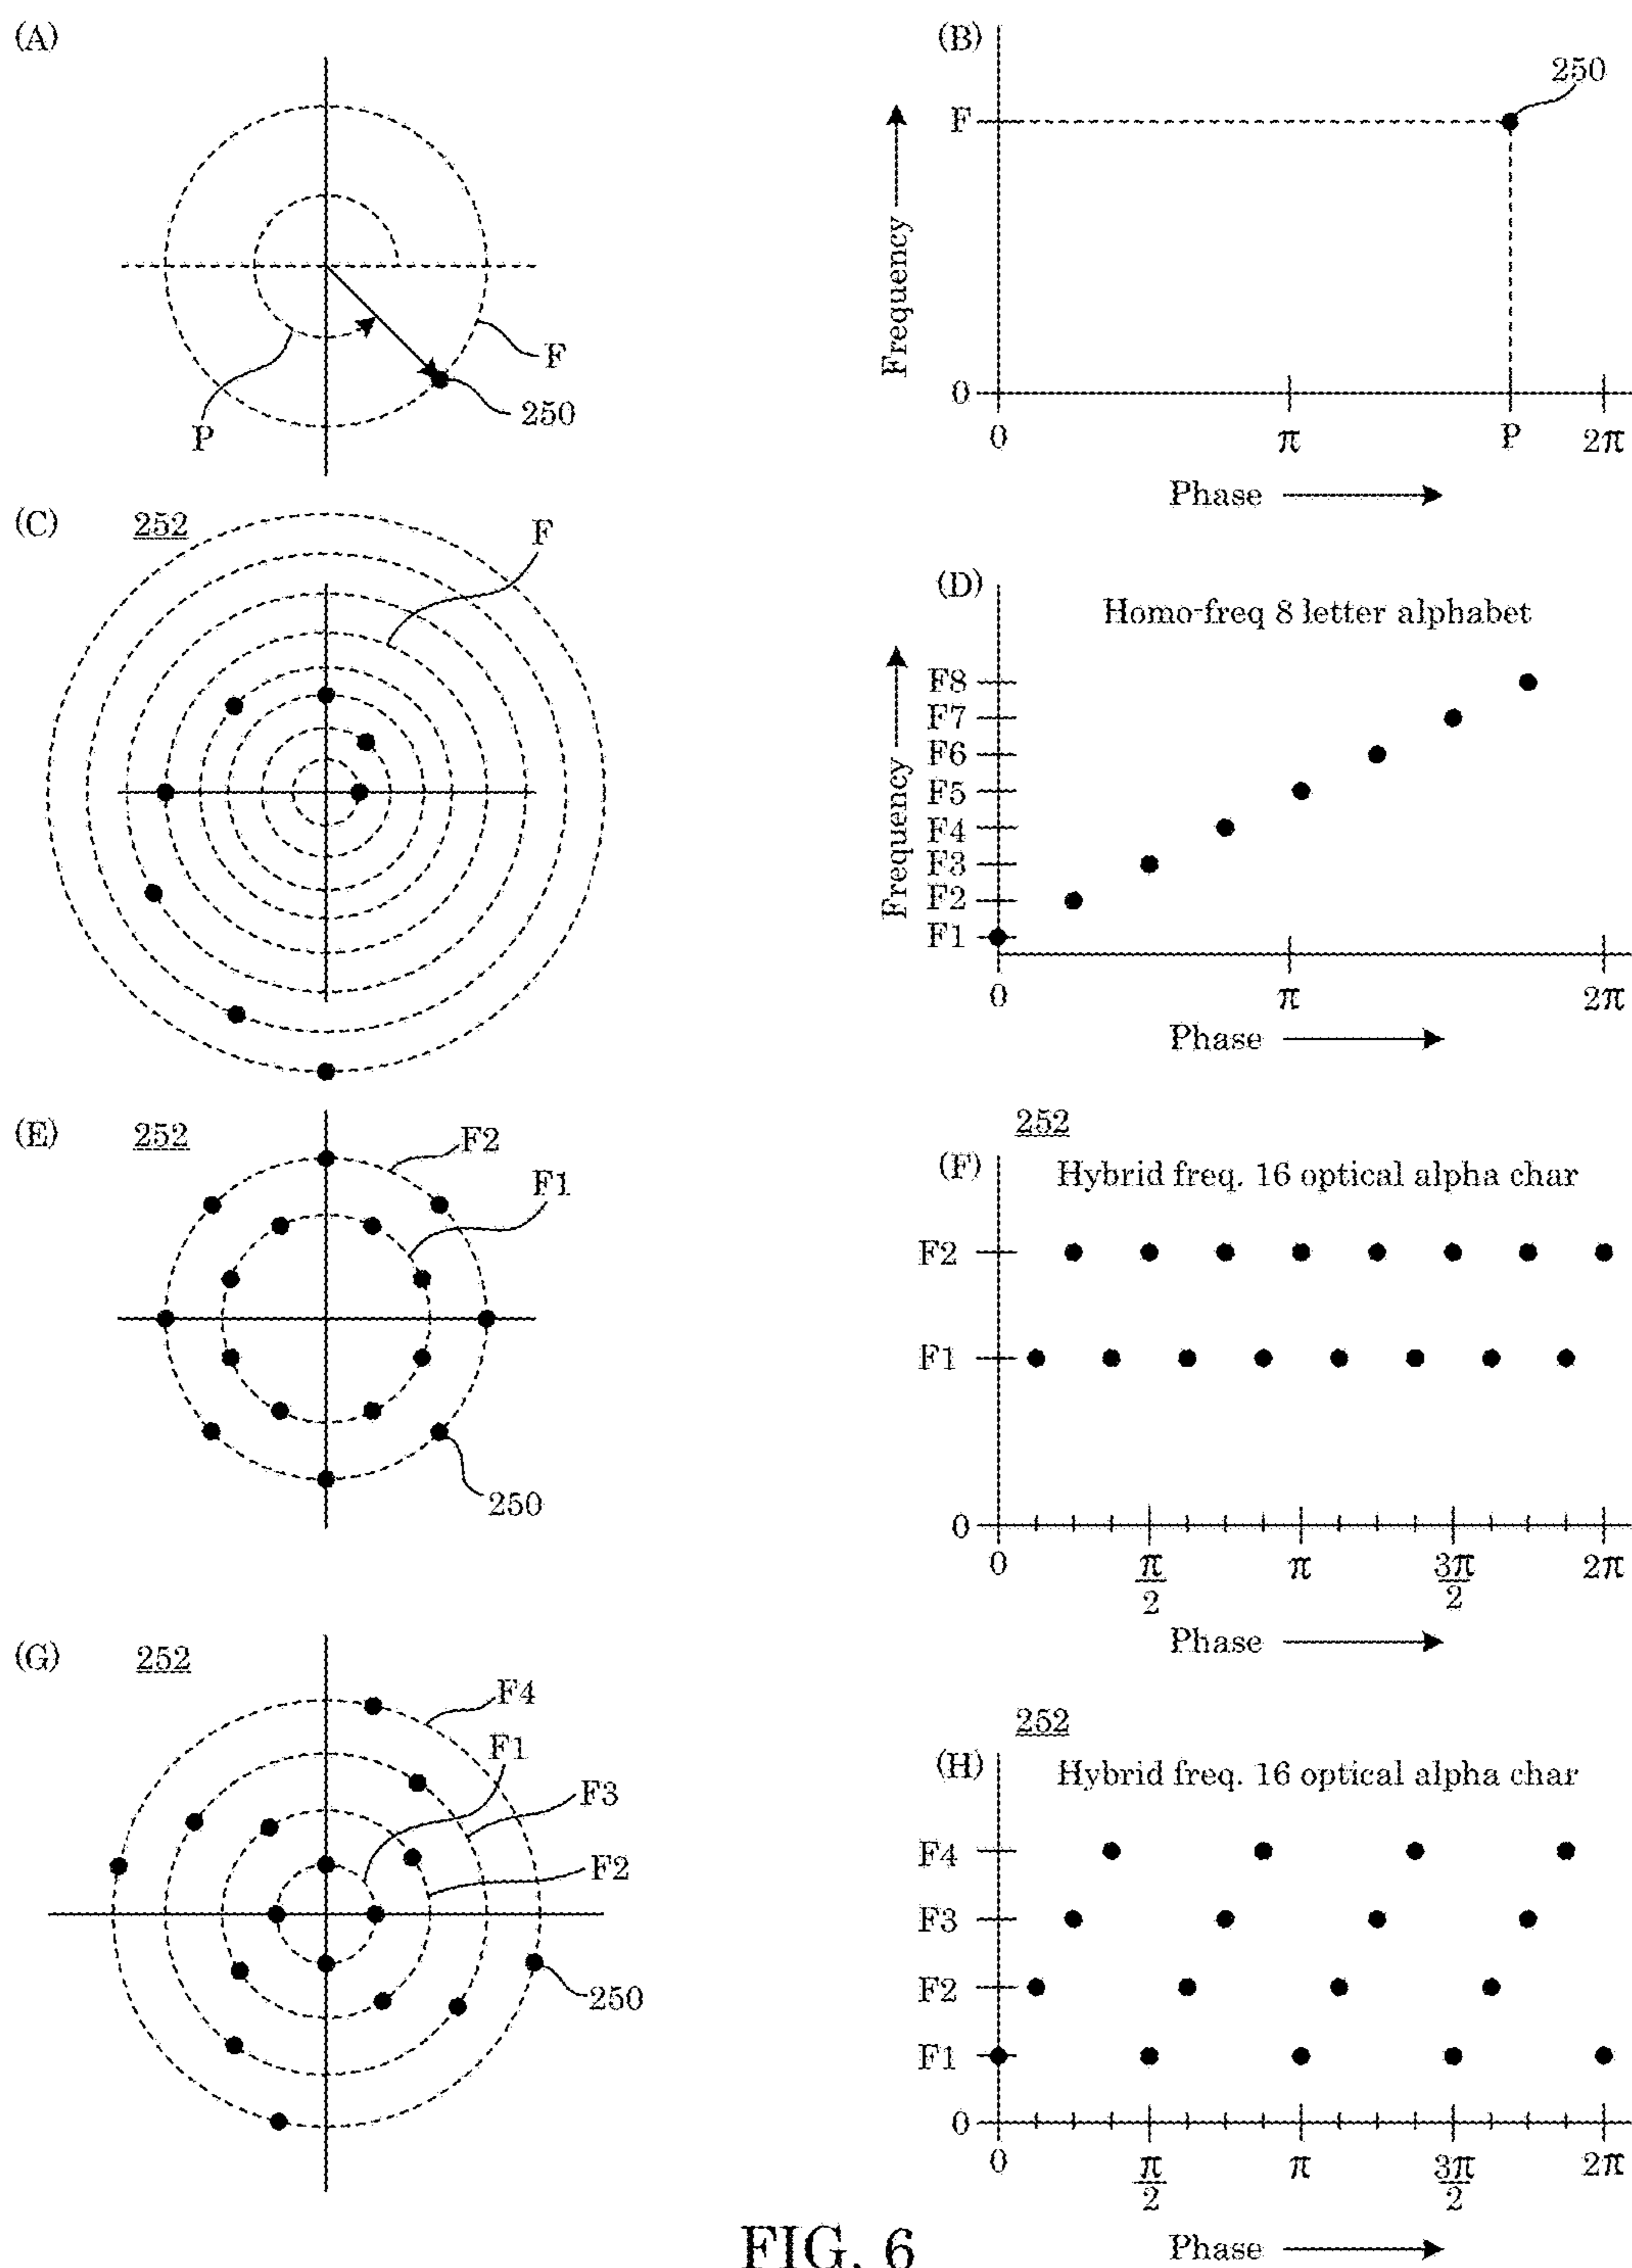 (A)
F
250
P
(B)
250
F
Frequency
0
0 π P 2π
Phase
(C) 252
F
(D)
Homo-freq 8 letter alphabet
Frequency
F8
F7
F6
F5
F4
F3
F2
F1
0 π 2π
Phase
(E) 252
F2
F1
250
252
(F) Hybrid freq. 16 optical alpha char
F2
F1
0
0 π/2 π 3π/2 2π
Phase
(G) 252
F4
F1
F3
F2
250
252
(H) Hybrid freq. 16 optical alpha char
F4
F3
F2
F1
0
0 π/2 π 3π/2 2π
Phase
FIG. 6